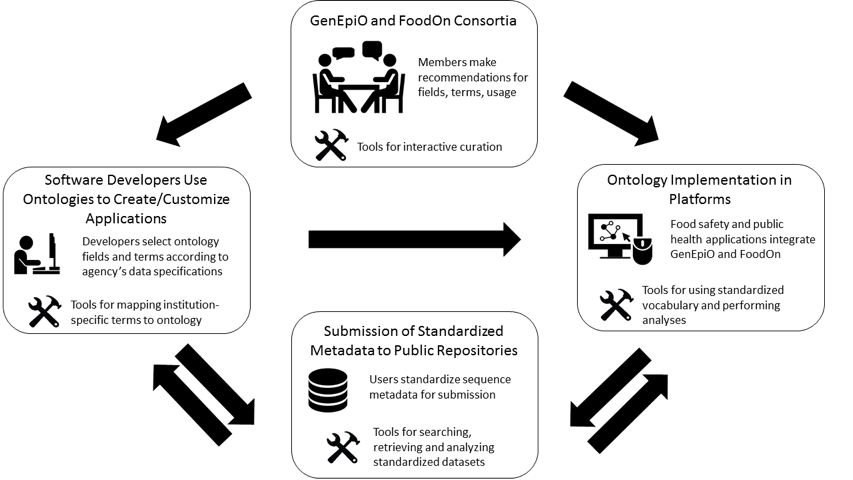 GenEpiO and FoodOn Consortia
Members make
recommendations for
fields, terms, usage
Tools for interactive curation
Software Developers Use
Ontologies to Create/Customize
Applications
Developers select ontology
fields and terms according to
agency's data specifications
Tools for mapping institution-
specific terms to ontology
Ontology Implementation in
Platforms
Food safety and public
health applications integrate
GenEpiO and FoodOn
Tools for using standardized
vocabulary and performing
analyses
Submission of Standardized
Metadata to Public Repositories
Users standardize sequence
metadata for submission
Tools for searching,
retrieving and analyzing
standardized datasets